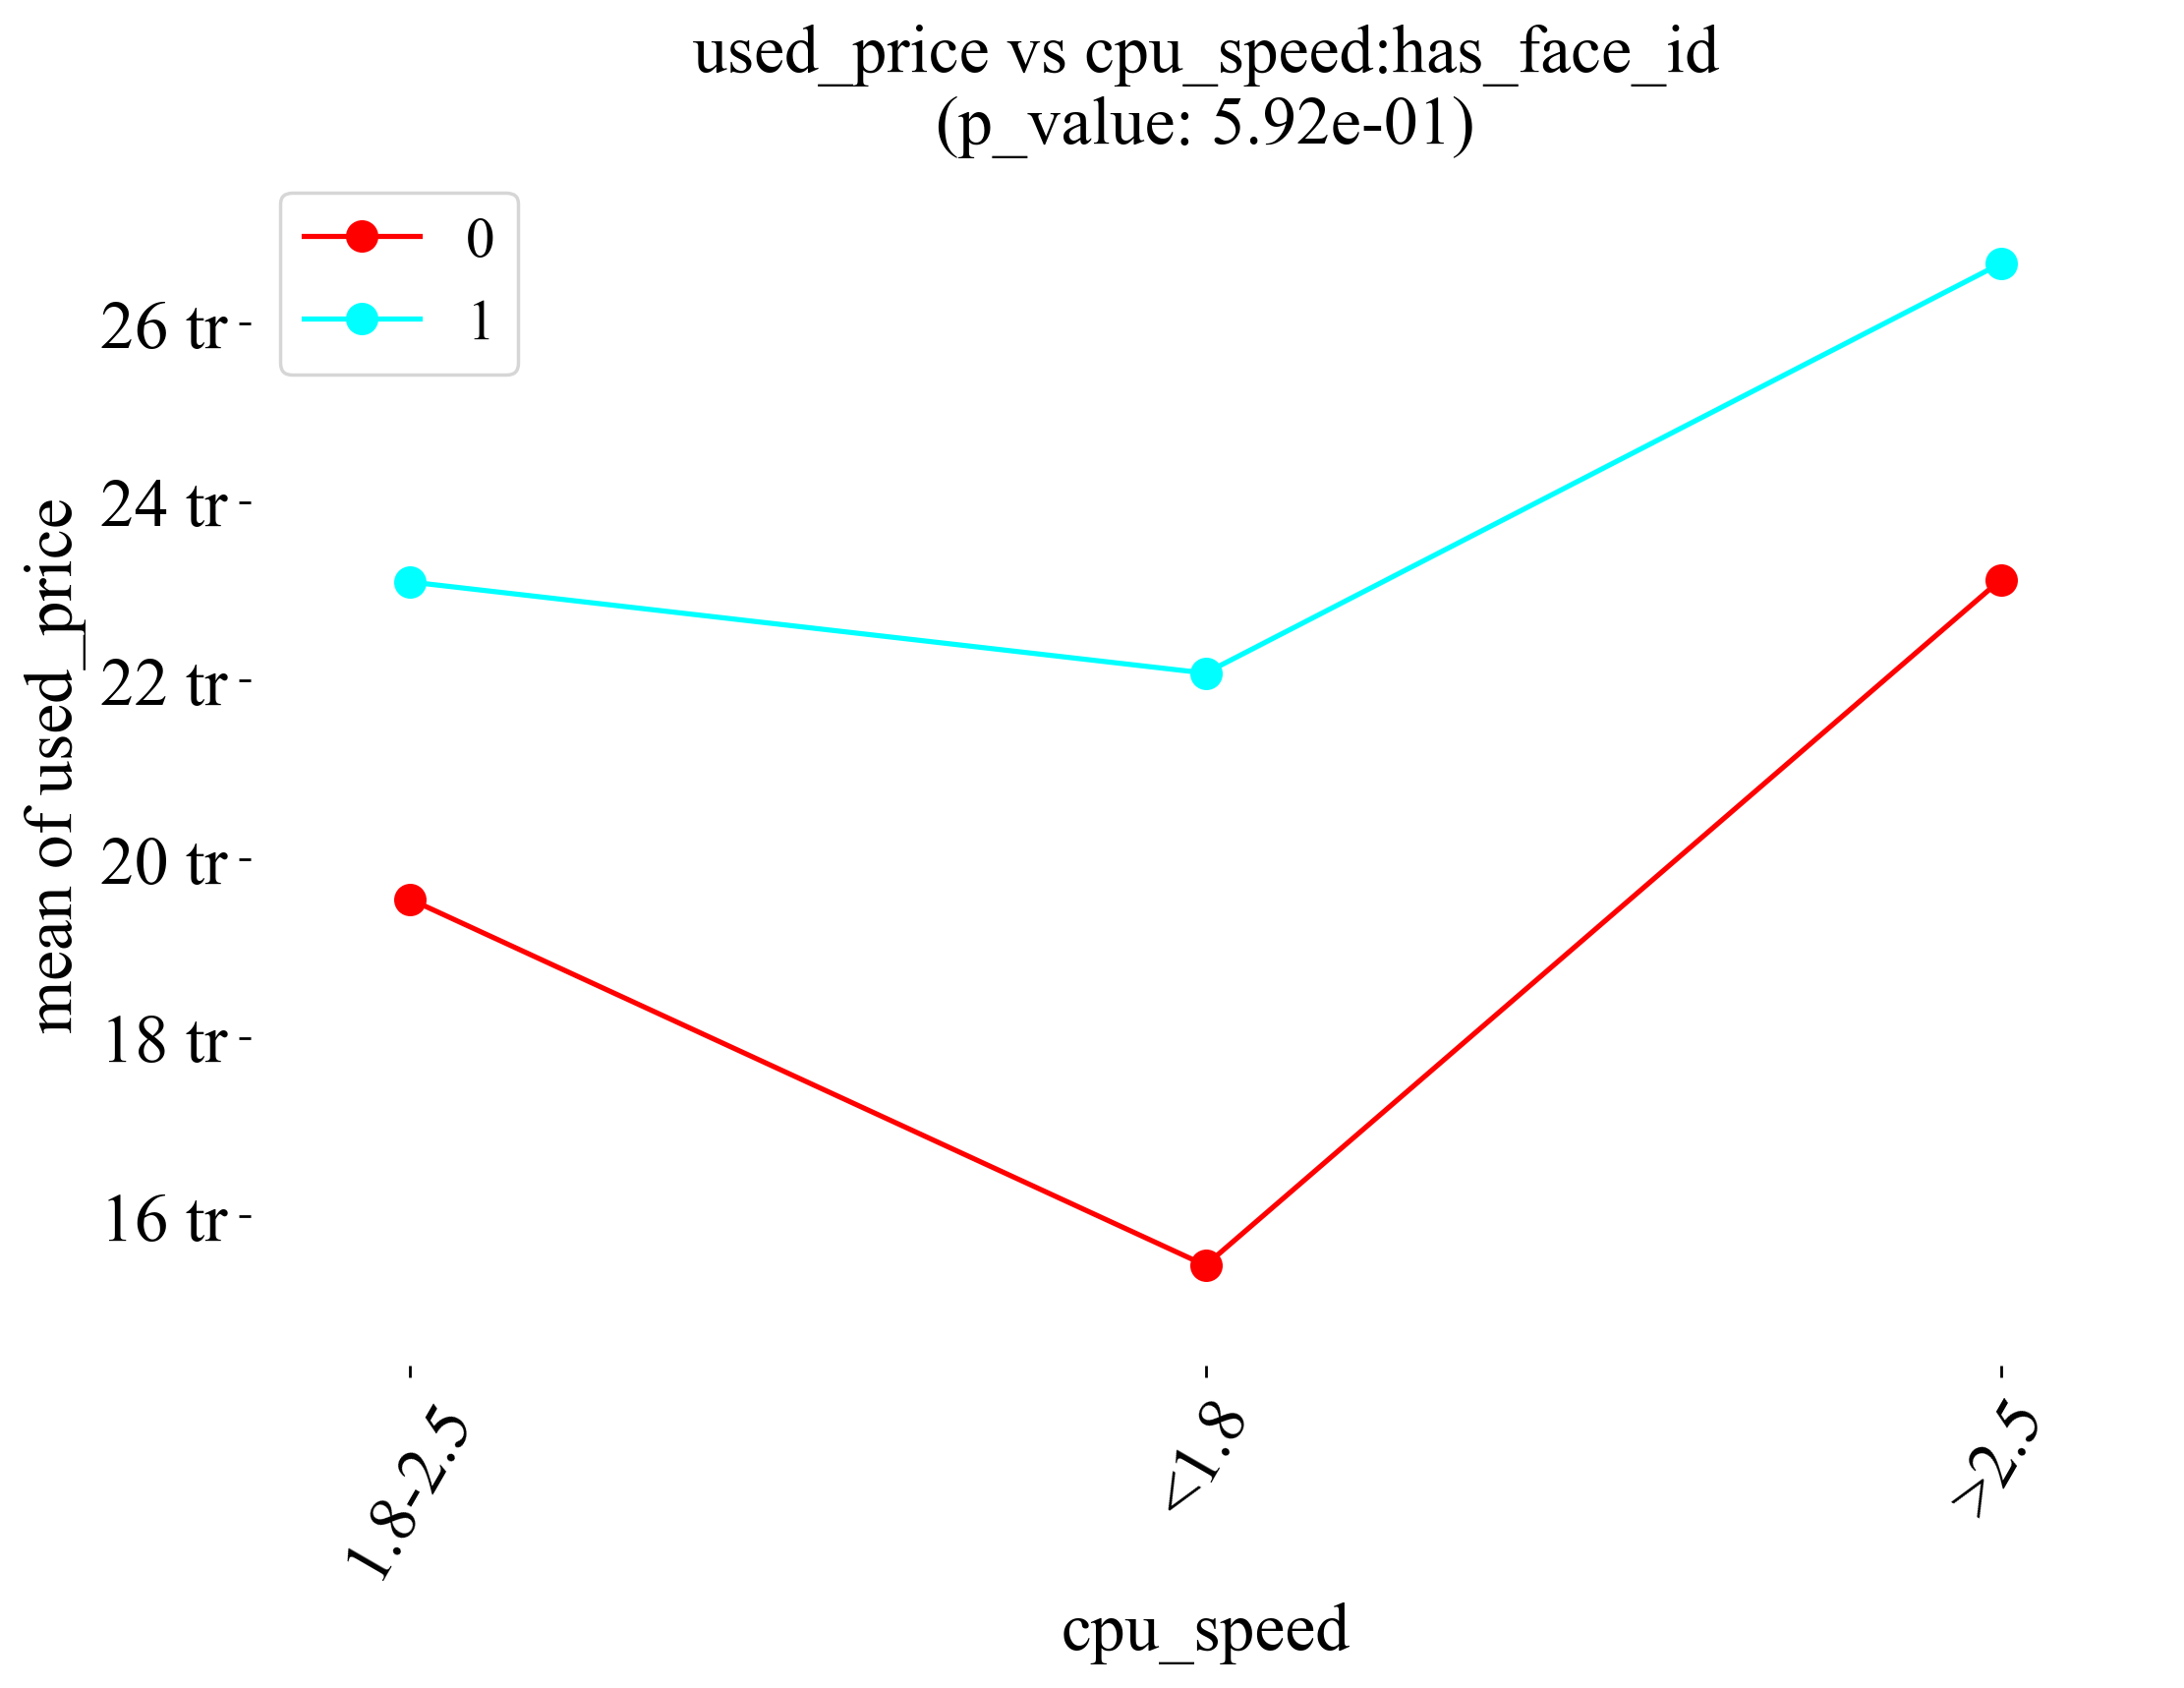 used_price vs cpu_speed:has_face_id
(p_value: 5.92e-01)
0
1
26 tr
24 tr
22 tr
20 tr
18 tr
16 tr
mean of used_price
1.8-2.5
<1.8
>2.5
cpu_speed